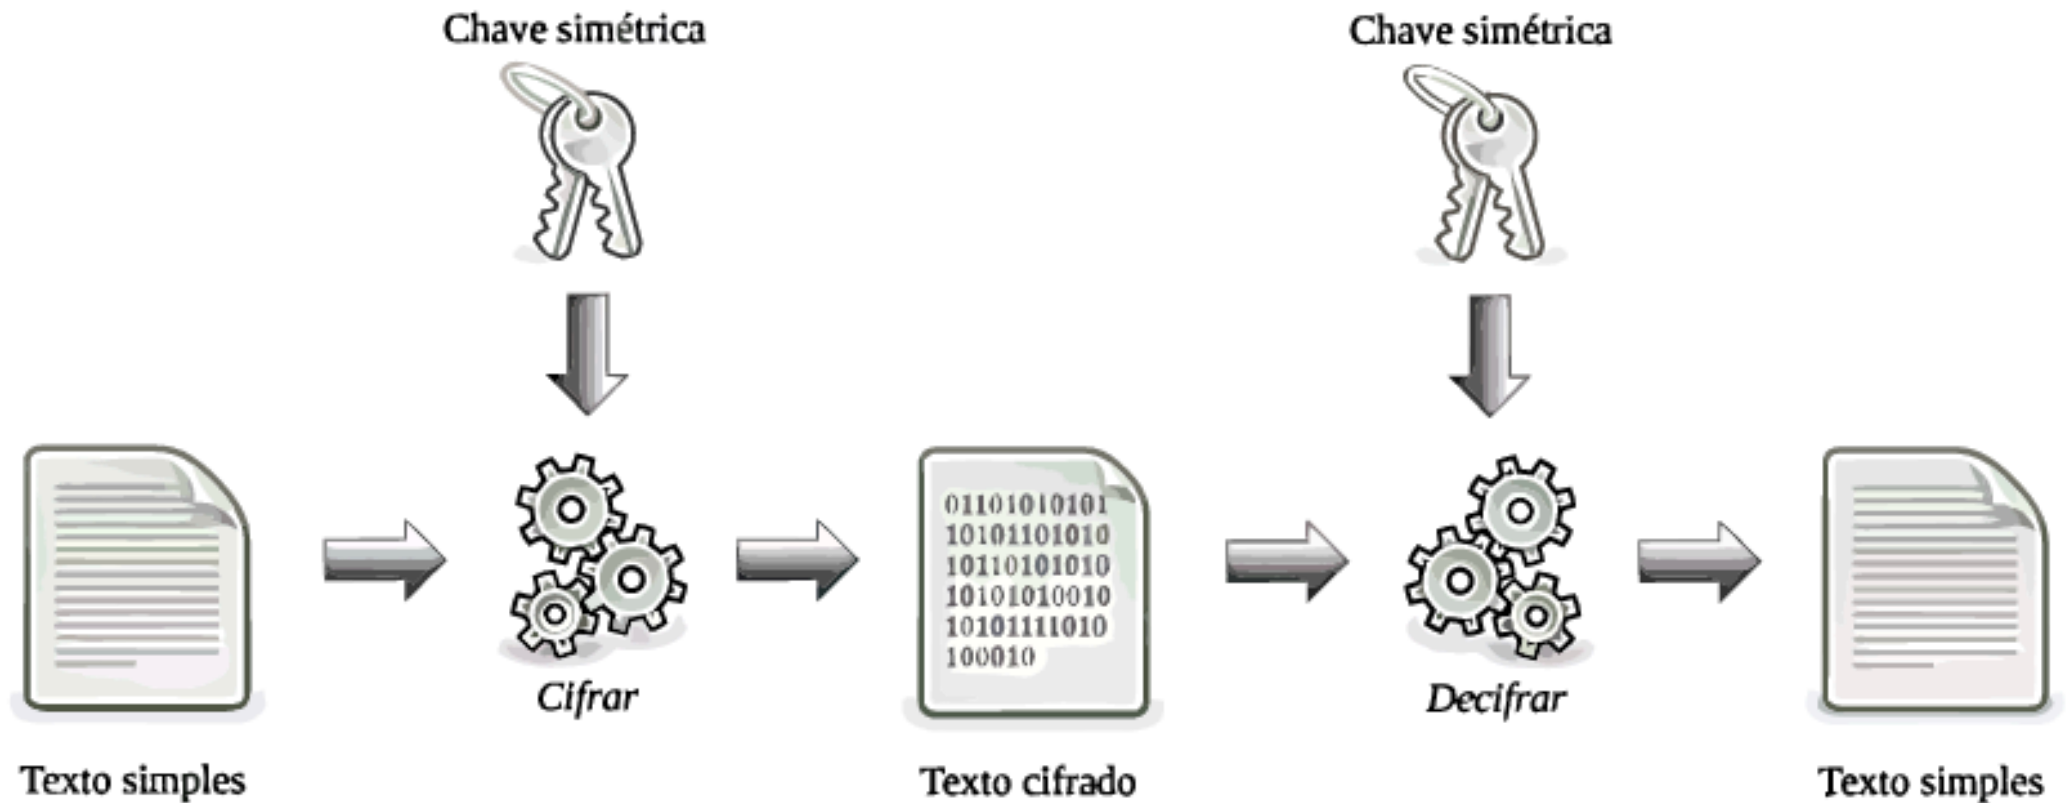 Chave simétrica
Chave simétrica
01101010101
10101101010
10110101010
10101010010
10101111010
100010
Cifrar
Decifrar
Texto simples
Texto cifrado
Texto simples